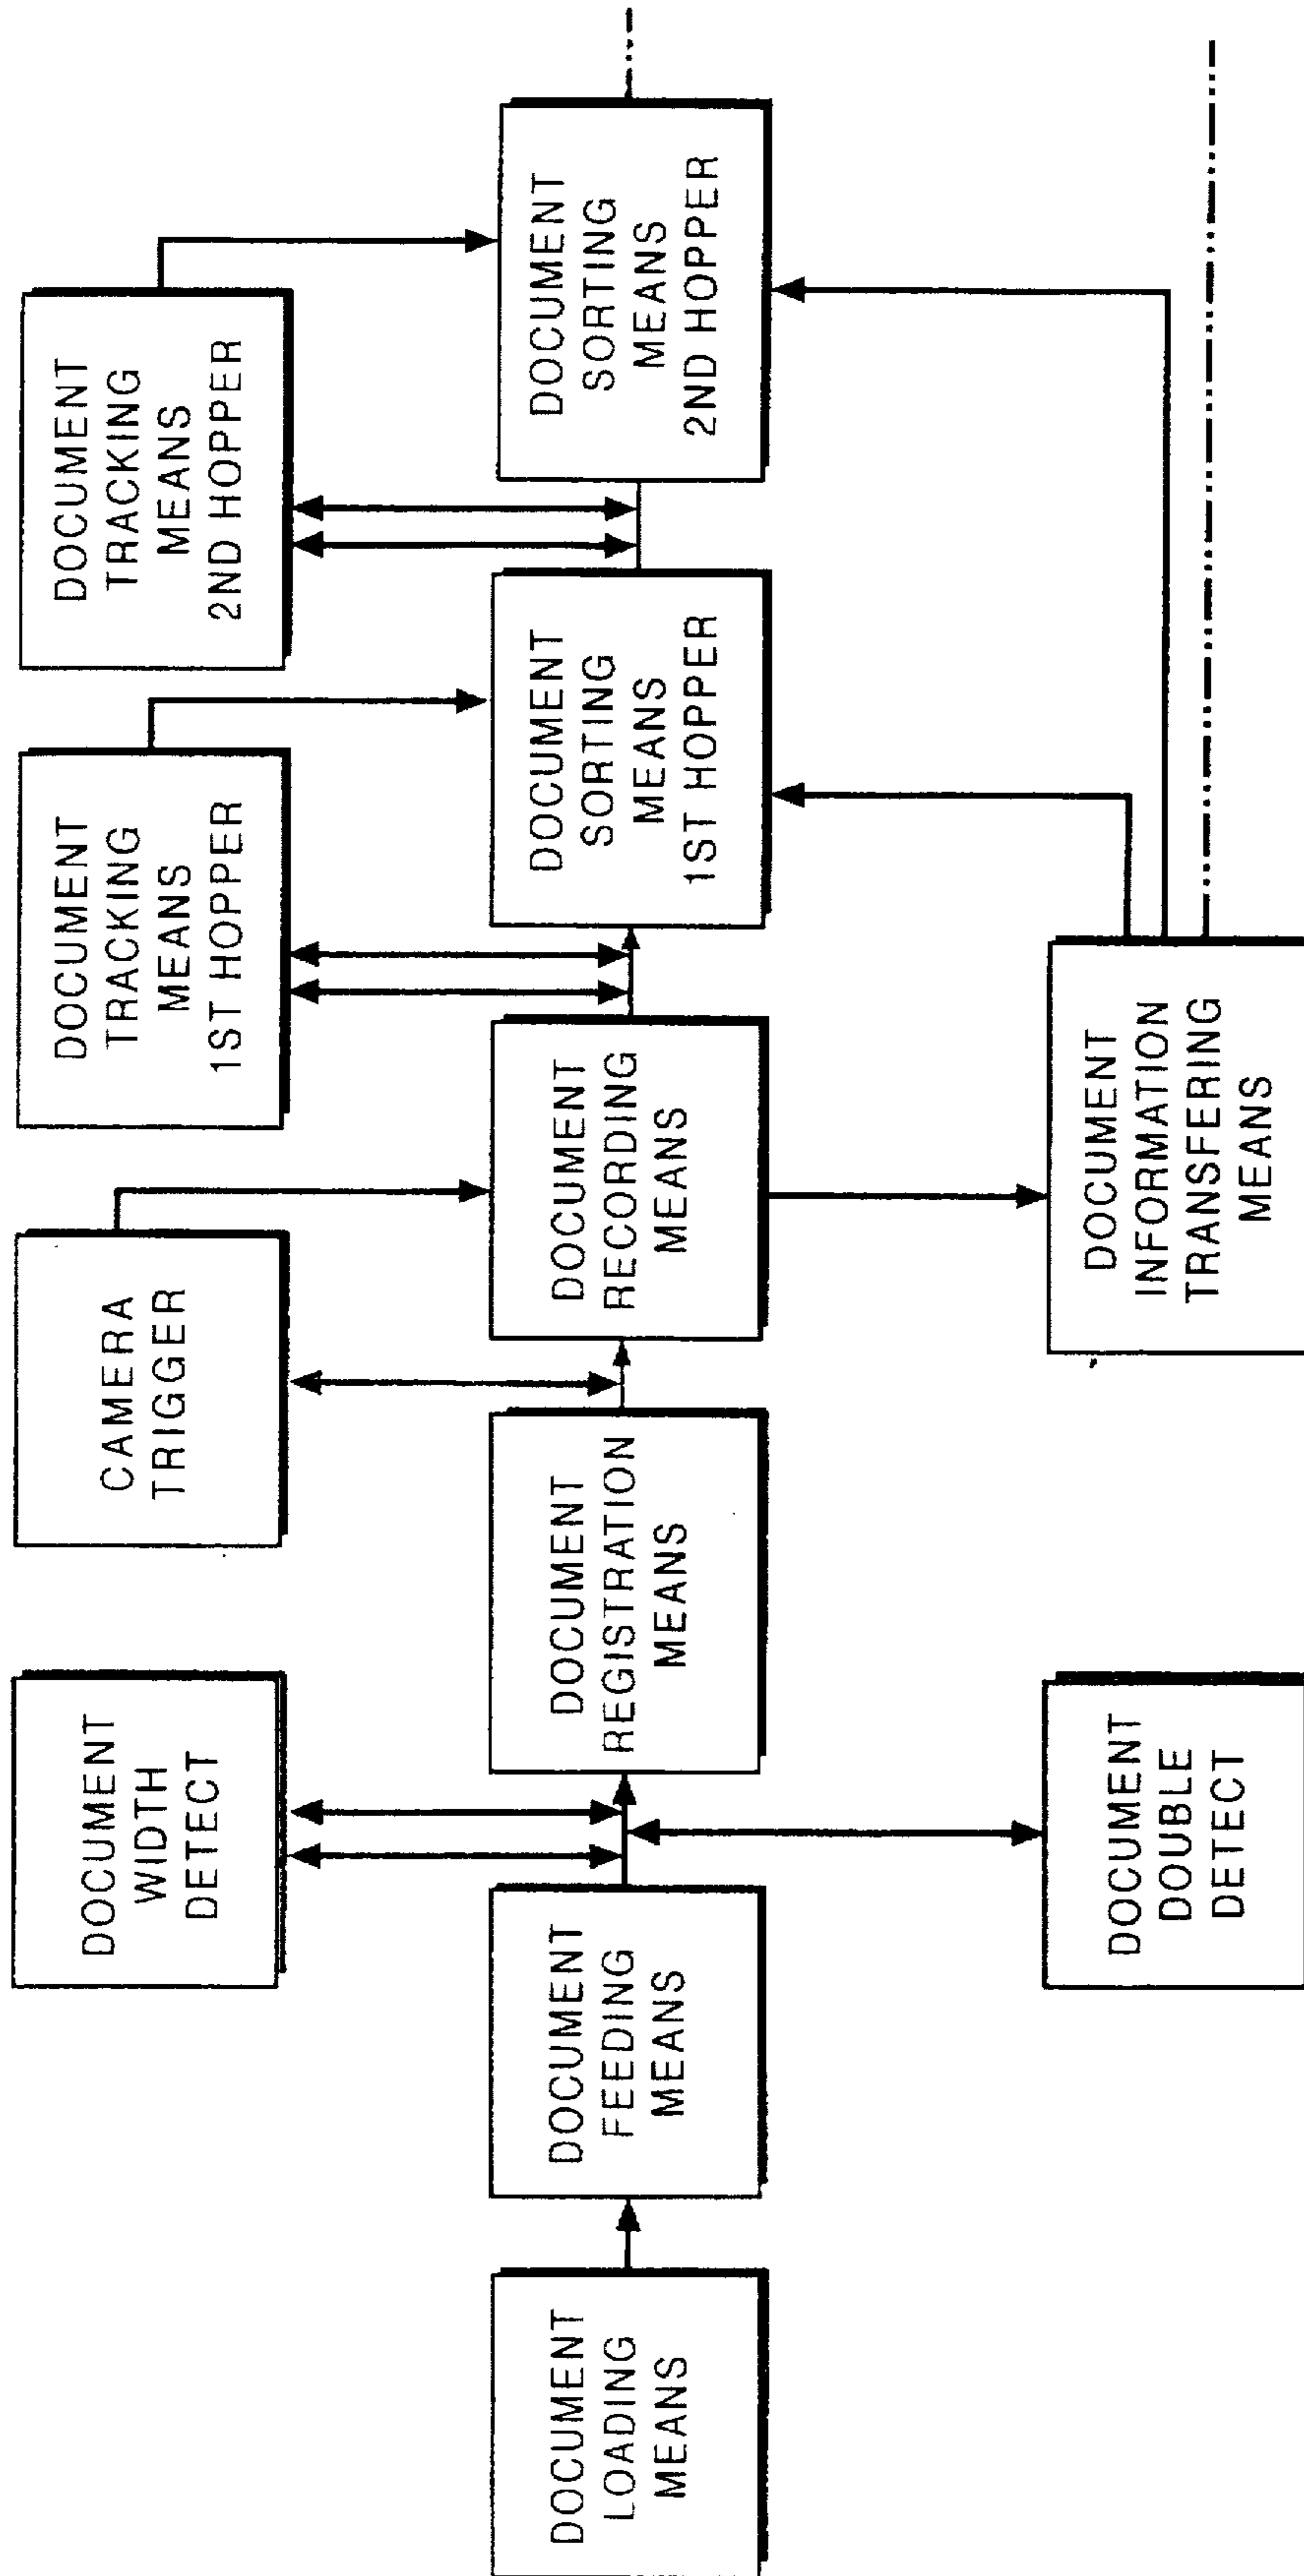 DOCUMENT
WIDTH
DETECT
CAMERA
TRIGGER
DOCUMENT
TRACKING
MEANS
1ST HOPPER
DOCUMENT
TRACKING
MEANS
2ND HOPPER
DOCUMENT
LOADING
MEANS
DOCUMENT
FEEDING
MEANS
DOCUMENT
REGISTRATION
MEANS
DOCUMENT
RECORDING
MEANS
DOCUMENT
SORTING
MEANS
1ST HOPPER
DOCUMENT
SORTING
MEANS
2ND HOPPER
DOCUMENT
DOUBLE
DETECT
DOCUMENT
INFORMATION
TRANSFERING
MEANS